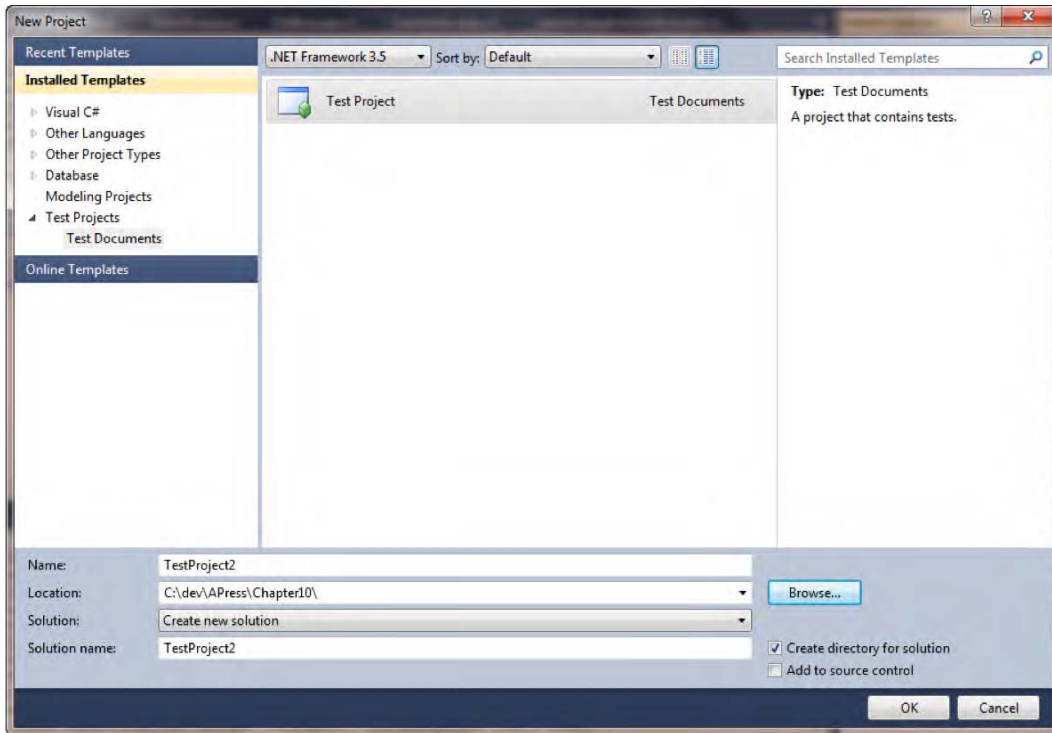 New Project
Recent Templates
Installed Templates
Visual C#
Other Languages
Other Project Types
Database
Modeling Projects
Test Projects
Test Documents
Online Templates
.NET Framework 3.5
Sort by: Default
Test Project
Test Documents
Search Installed Templates
Type: Test Documents
A project that contains tests.
Name: TestProject2
Location: C:\dev\APress\Chapter10\
Browse...
Solution: Create new solution
Solution name: TestProject2
Create directory for solution
Add to source control
OK
Cancel